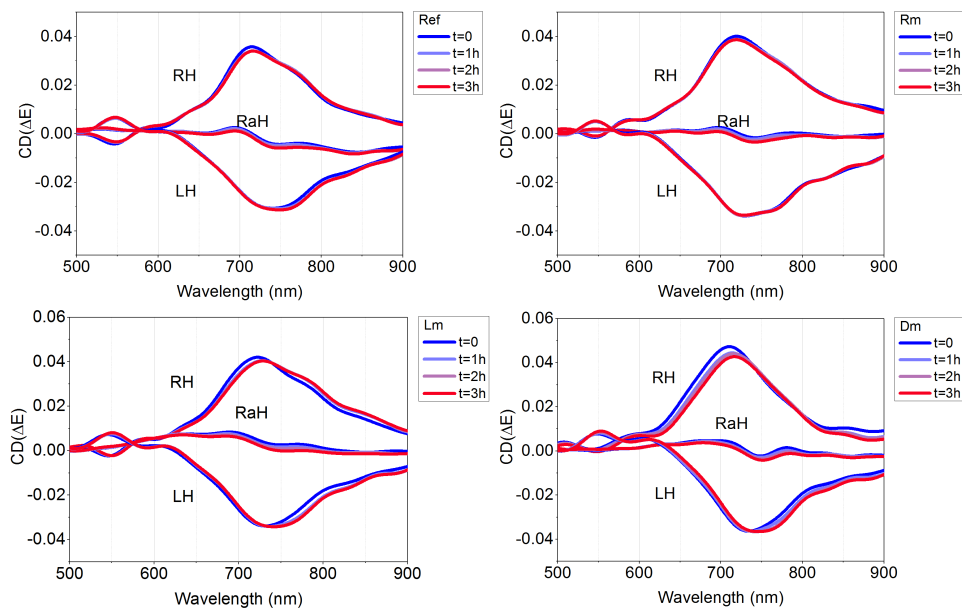 Ref
t=0
t=1h
t=2h
t=3h
0.04
0.02
0.00
-0.02
-0.04
CD(ΔE)
RH
RaH
LH
500 600 700 800 900
Wavelength (nm)
Rm
t=0
t=1h
t=2h
t=3h
0.04
0.02
0.00
-0.02
-0.04
CD(ΔE)
RH
RaH
LH
500 600 700 800 900
Wavelength (nm)
Lm
t=0
t=1h
t=2h
t=3h
0.06
0.04
0.02
0.00
-0.02
-0.04
CD(ΔE)
RH
RaH
LH
500 600 700 800 900
Wavelength (nm)
Dm
t=0
t=1h
t=2h
t=3h
0.06
0.04
0.02
0.00
-0.02
-0.04
CD(ΔE)
RH
RaH
LH
500 600 700 800 900
Wavelength (nm)